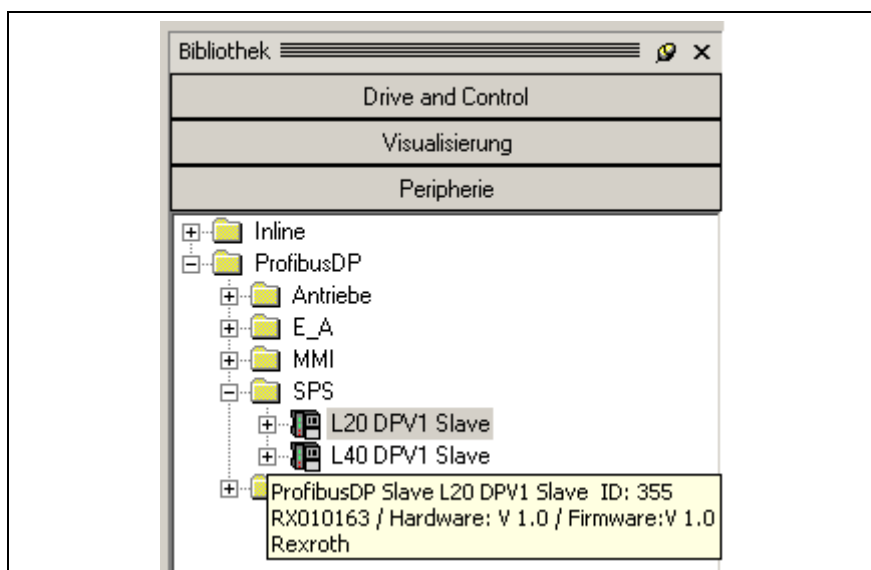 Bibliothek
Drive and Control
Visualisierung
Peripherie
Inline
ProfibusDP
Antriebe
E_A
MMI
SPS
L20 DPV1 Slave
L40 DPV1 Slave
ProfibusDP Slave L20 DPV1 Slave ID: 355
RX010163 / Hardware: V 1.0 / Firmware:V 1.0
Rexroth